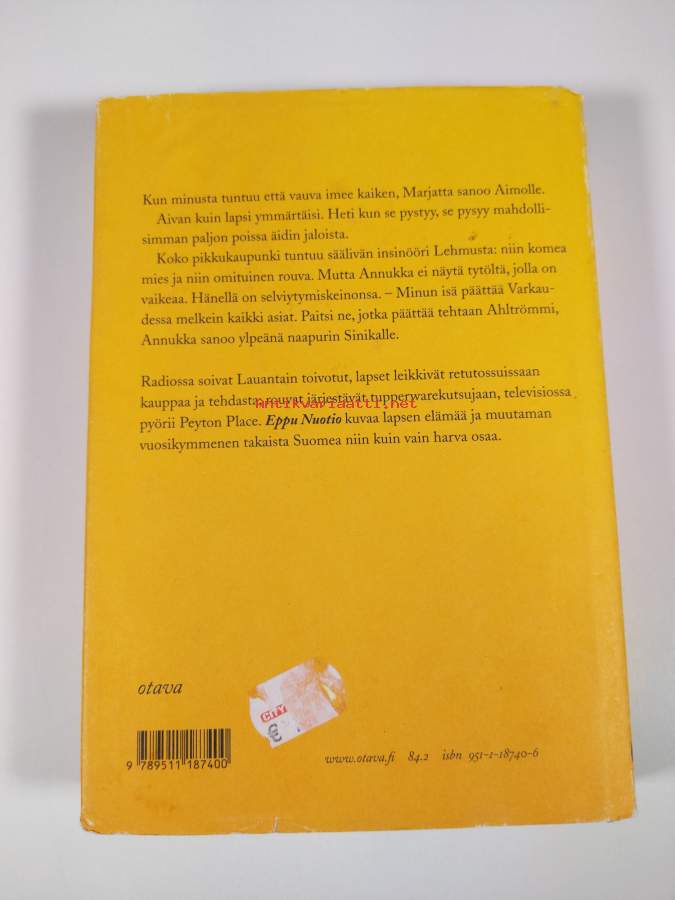 Kun minusta tuntuu että vauva imee kaiken, Marjatta sanoo Aimolle.
Aivan kuin lapsi ymmärtäisi. Heti kun se pystyy, se pysyy mahdolli-
simman paljon poissa äidin jaloista.
Koko pikkukaupunki tuntuu säälivän insinööri Lehmusta: niin komea
mies ja niin omituinen rouva. Mutta Annukka ei näytä tytöltä, jolla on
vaikeaa. Hänellä on selviytymiskeinonsa. – Minun isä päättää Varkau-
dessa melkein kaikki asiat. Paitsi ne, jotka päättää tehtaan Ahltrömmi,
Annukka sanoo ylpeänä naapurin Sinikalle.
Radiossa soivat Lauantain toivotut, lapset leikkivät retutossuissaan
kauppaa ja tehdasta, rouvat järjestävät tupperwarekutsujaan, televisiossa
antikvariaatti.net
pyörii Peyton Place. Eppu Nuotio kuvaa lapsen elämää ja muutaman
vuosikymmenen takaista Suomea niin kuin vain harva osaa.
otava
CITY
€
9 789511 187400
www.otava.fi 84.2 isbn 951-1-18740-6